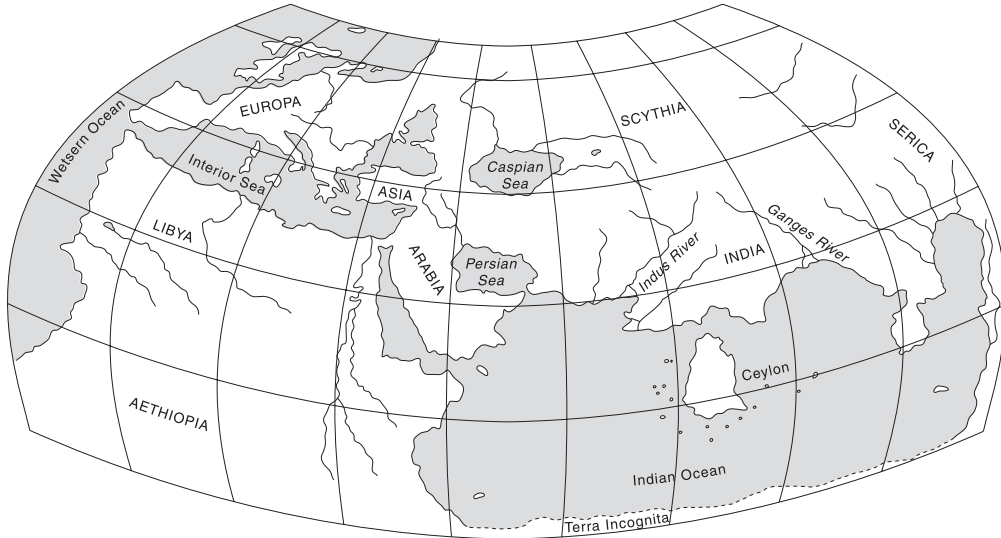 EUROPA
SCYTHIA
Wetsern Ocean
SERICA
Interior Sea
Caspian
Sea
ASIA
LIBYA
Ganges River
ARABIA
Indus River
INDIA
Persian
Sea
Ceylon
AETHIOPIA
Indian Ocean
Terra Incognita